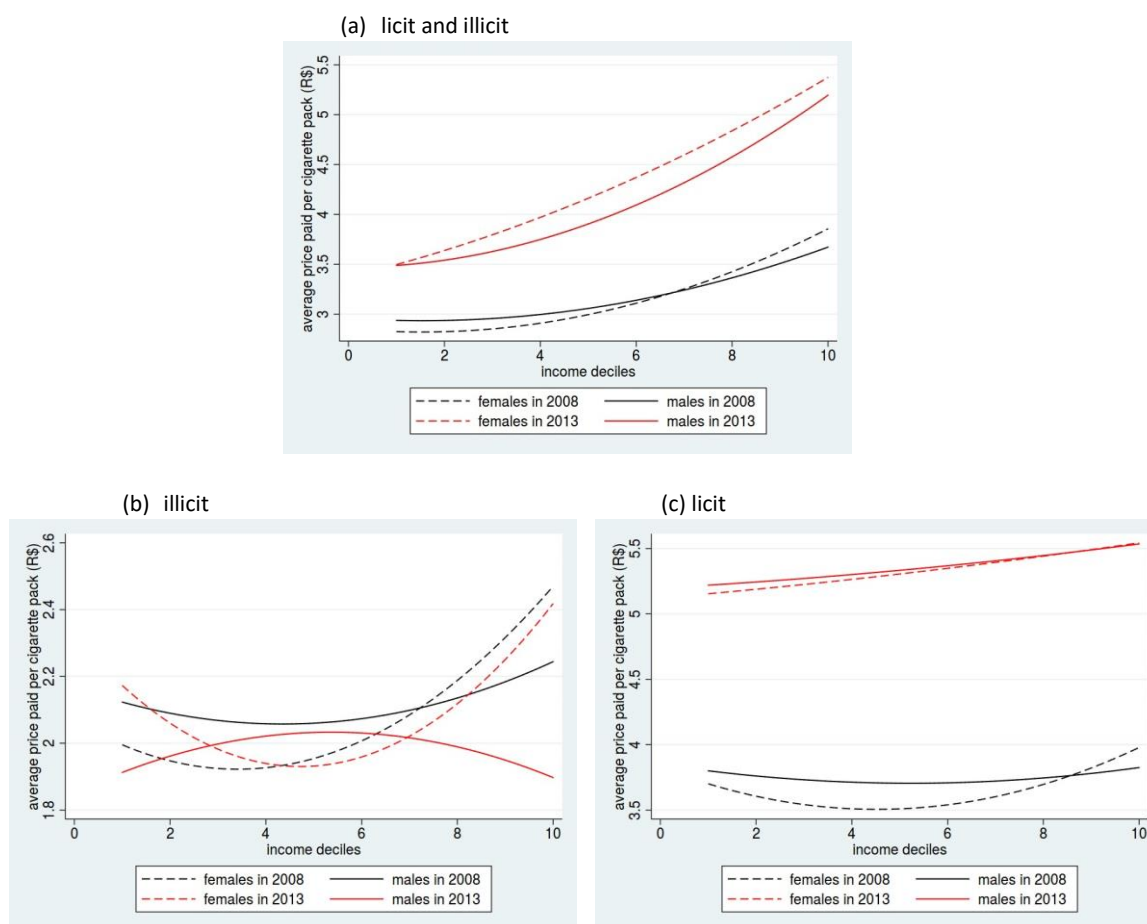 (a) licit and illicit
average price paid per cigarette pack (R$)
5.5
5
4.5
4
3.5
3
0 2 4 6 8 10
income deciles
females in 2008 males in 2008
females in 2013 males in 2013
(b) illicit
average price paid per cigarette pack (R$)
2.6
2.4
2.2
2
1.8
0 2 4 6 8 10
income deciles
females in 2008 males in 2008
females in 2013 males in 2013
(c) licit
average price paid per cigarette pack (R$)
5.5
5
4.5
4
3.5
0 2 4 6 8 10
income deciles
females in 2008 males in 2008
females in 2013 males in 2013